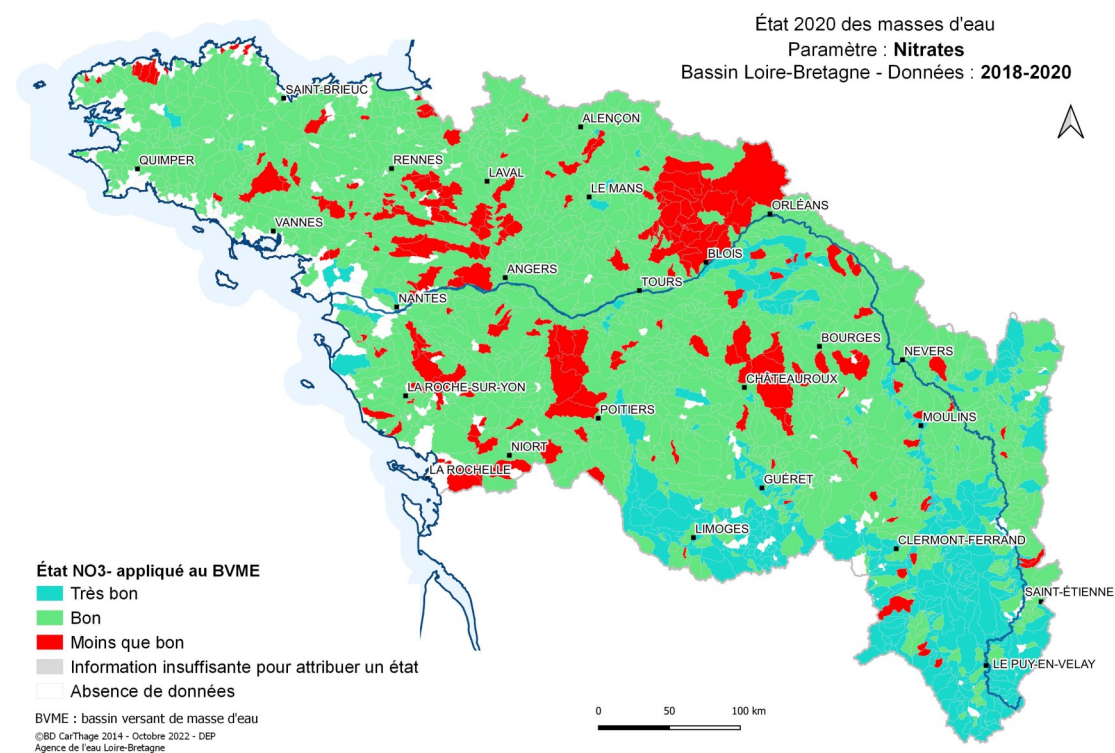 État 2020 des masses d'eau
Paramètre : Nitrates
Bassin Loire-Bretagne - Données : 2018-2020
SAINT-BRIEUC
ALENÇON
QUIMPER
RENNES
LAVAL
LE MANS
ORLÉANS
VANNES
BLOIS
ANGERS
TOURS
NANTES
BOURGES
NEVERS
CHÂTEAUROUX
LA ROCHE-SUR-YON
POITIERS
MOULINS
NIORT
LA ROCHELLE
GUÉRET
LIMOGES
CLERMONT-FERRAND
SAINT-ÉTIENNE
LE PUY-EN-VELAY
État NO3- appliqué au BVME
Très bon
Bon
Moins que bon
Information insuffisante pour attribuer un état
Absence de données
BVME : bassin versant de masse d'eau
©BD CarThage 2014 - Octobre 2022 - DEP
Agence de l'eau Loire-Bretagne
0 50 100 km